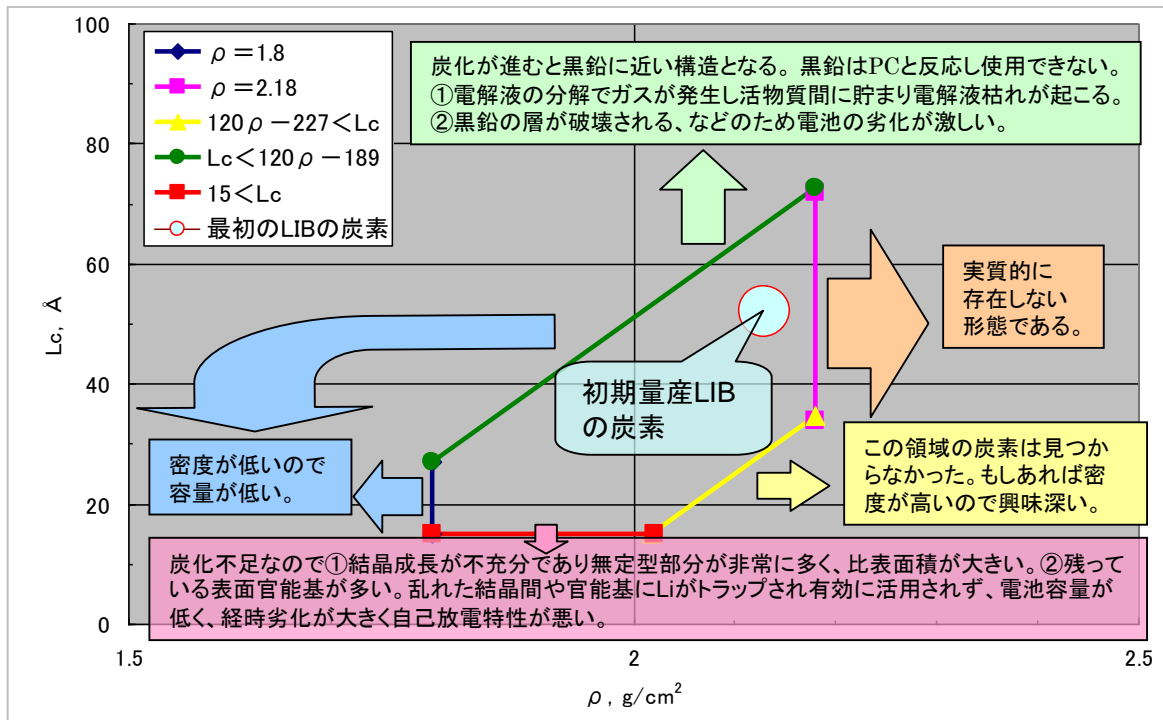 100
80
60
40
20
0
Lc, Å
1.5
2
2.5
ρ, g/cm²
ρ=1.8
ρ=2.18
120ρ-227<Lc
Lc<120ρ-189
15<Lc
最初のLIBの炭素
炭化が進むと黒鉛に近い構造となる。黒鉛はPCと反応し使用できない。
①電解液の分解でガスが発生し活物質間に貯まり電解液枯れが起こる。
②黒鉛の層が破壊される、などのため電池の劣化が激しい。
実質的に
存在しない
形態である。
初期量産LIB
の炭素
密度が低いので
容量が低い。
この領域の炭素は見つか
らなかった。もしあれば密
度が高いので興味深い。
炭化不足なので①結晶成長が不充分であり無定型部分が非常に多く、比表面積が大きい。②残って
いる表面官能基が多い。乱れた結晶間や官能基にLiがトラップされ有効に活用されず、電池容量が
低く、経時劣化が大きく自己放電特性が悪い。